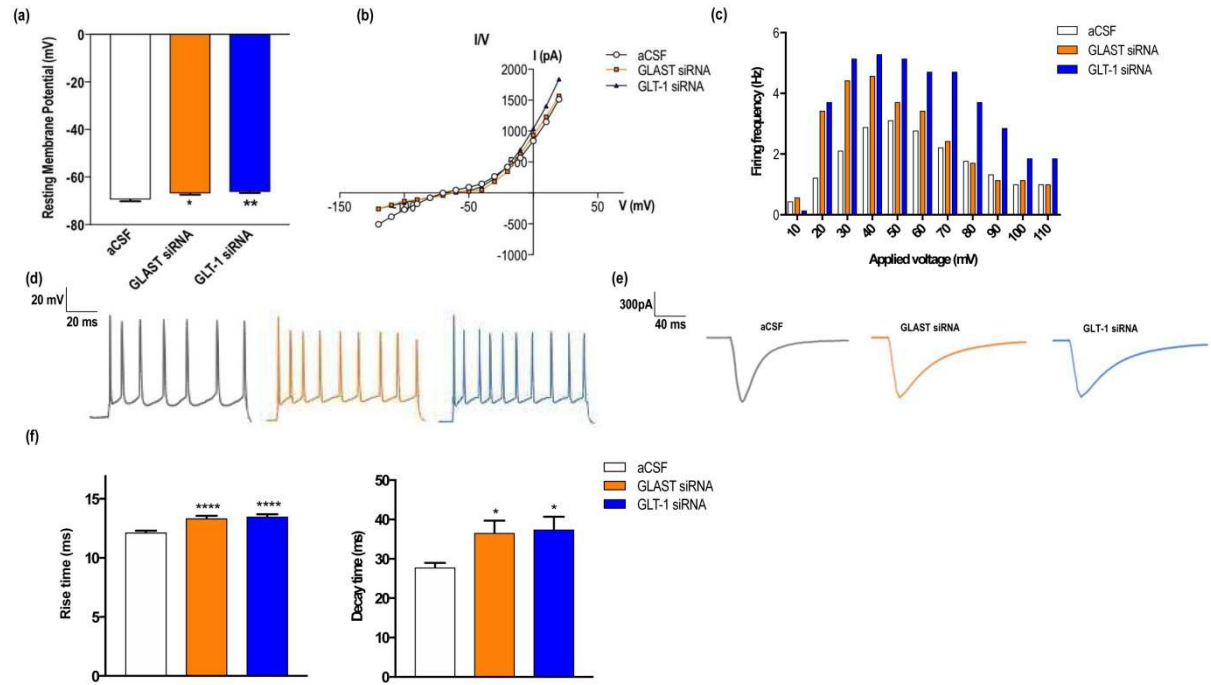 (a)
Resting Membrane Potential (mV)
0
-20
-40
-60
-80
*
**
aCSF
GLAST siRNA
GLT-1 siRNA
(b)
I/V
I (pA)
2000
1500
1000
500
-500
-1000
-150
-100
-50
50
V (mV)
aCSF
GLAST siRNA
GLT-1 siRNA
(c)
Firing frequency (Hz)
6
4
2
0
10
20
30
40
50
60
70
80
90
100
110
Applied voltage (mV)
aCSF
GLAST siRNA
GLT-1 siRNA
(d)
20 mV
20 ms
(e)
300pA
40 ms
aCSF
GLAST siRNA
GLT-1 siRNA
(f)
Rise time (ms)
15
10
5
0
****
****
Decay time (ms)
50
40
30
20
10
0
*
*
aCSF
GLAST siRNA
GLT-1 siRNA